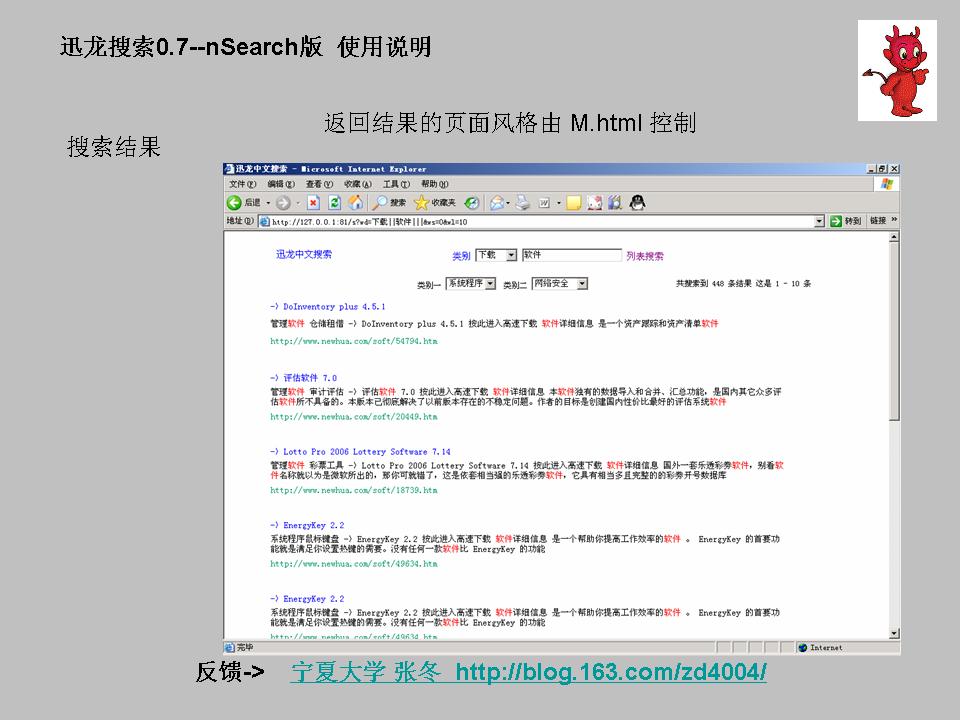 迅龙搜索0.7--nSearch版 使用说明
返回结果的页面风格由 M.html 控制
搜索结果
迅龙中文搜索 - Microsoft Internet Explorer
文件(F) 编辑(E) 查看(V) 收藏(A) 工具(T) 帮助(H)
后退 搜索 收藏夹
地址(D) http://127.0.0.1:81/s?wd=下载||软件|||&ws=0&wl=10 转到 链接 »
迅龙中文搜索 类别 下载 软件 列表搜索
类别一 系统程序 类别二 网络安全 共搜索到 448 条结果 这是 1 - 10 条
-> DoInventory plus 4.5.1
管理软件 仓储租借 -> DoInventory plus 4.5.1 按此进入高速下载 软件详细信息 是一个资产跟踪和资产清单软件
http://www.newhua.com/soft/54794.htm
-> 评估软件 7.0
管理软件 审计评估 -> 评估软件 7.0 按此进入高速下载 软件详细信息 本软件独有的数据导入和合并、汇总功能，是国内其它众多评
估软件所不具备的。本版本已彻底解决了以前版本存在的不稳定问题。作者的目标是创建国内性价比最好的评估系统软件
http://www.newhua.com/soft/20449.htm
-> Lotto Pro 2006 Lottery Software 7.14
管理软件 彩票工具 -> Lotto Pro 2006 Lottery Software 7.14 按此进入高速下载 软件详细信息 国外一套乐透彩券软件，别看软
件名称就以为是微软所出的，那你可就错了，这是依套相当强的乐透彩券软件，它具有相当多且完整的的彩券开号数据库
http://www.newhua.com/soft/18739.htm
-> EnergyKey 2.2
系统程序鼠标键盘 -> EnergyKey 2.2 按此进入高速下载 软件详细信息 是一个帮助你提高工作效率的软件 。 EnergyKey 的首要功
能就是满足你设置热键的需要。没有任何一款软件比 EnergyKey 的功能
http://www.newhua.com/soft/49634.htm
-> EnergyKey 2.2
系统程序鼠标键盘 -> EnergyKey 2.2 按此进入高速下载 软件详细信息 是一个帮助你提高工作效率的软件 。 EnergyKey 的首要功
能就是满足你设置热键的需要。没有任何一款软件比 EnergyKey 的功能
http://www.newhua.com/soft/49634.htm
完毕 Internet
反馈-> 宁夏大学 张冬 http://blog.163.com/zd4004/